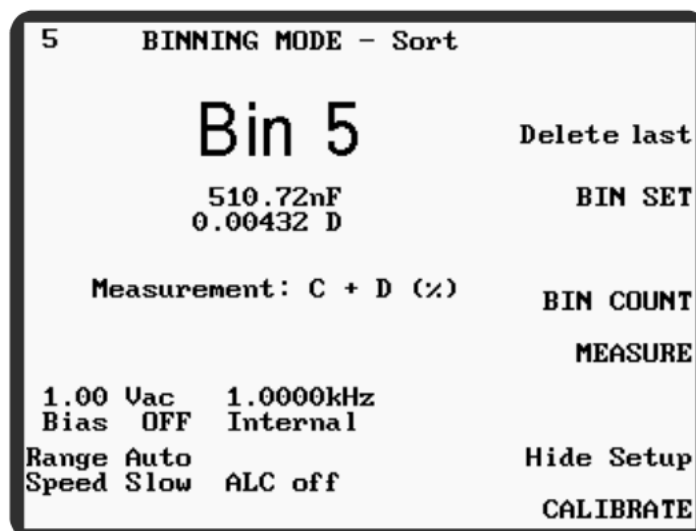 5 BINNING MODE - Sort
Bin 5
Delete last
510.72nF
BIN SET
0.00432 D
Measurement: C + D (%)
BIN COUNT
MEASURE
1.00 Vac 1.0000kHz
Bias OFF Internal
Range Auto
Hide Setup
Speed Slow ALC off
CALIBRATE